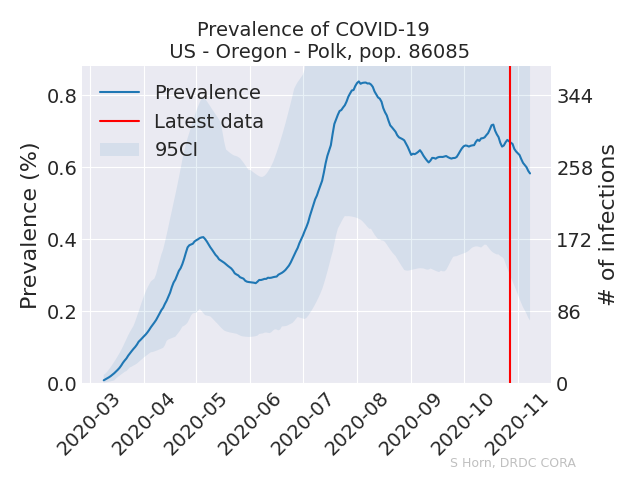 Prevalence of COVID-19
US - Oregon - Polk, pop. 86085
Prevalence
Latest data
95CI
Prevalence (%)
0.8
0.6
0.4
0.2
0.0
344
258
172
86
0
# of infections
2020-03
2020-04
2020-05
2020-06
2020-07
2020-08
2020-09
2020-10
2020-11
S Horn, DRDC CORA